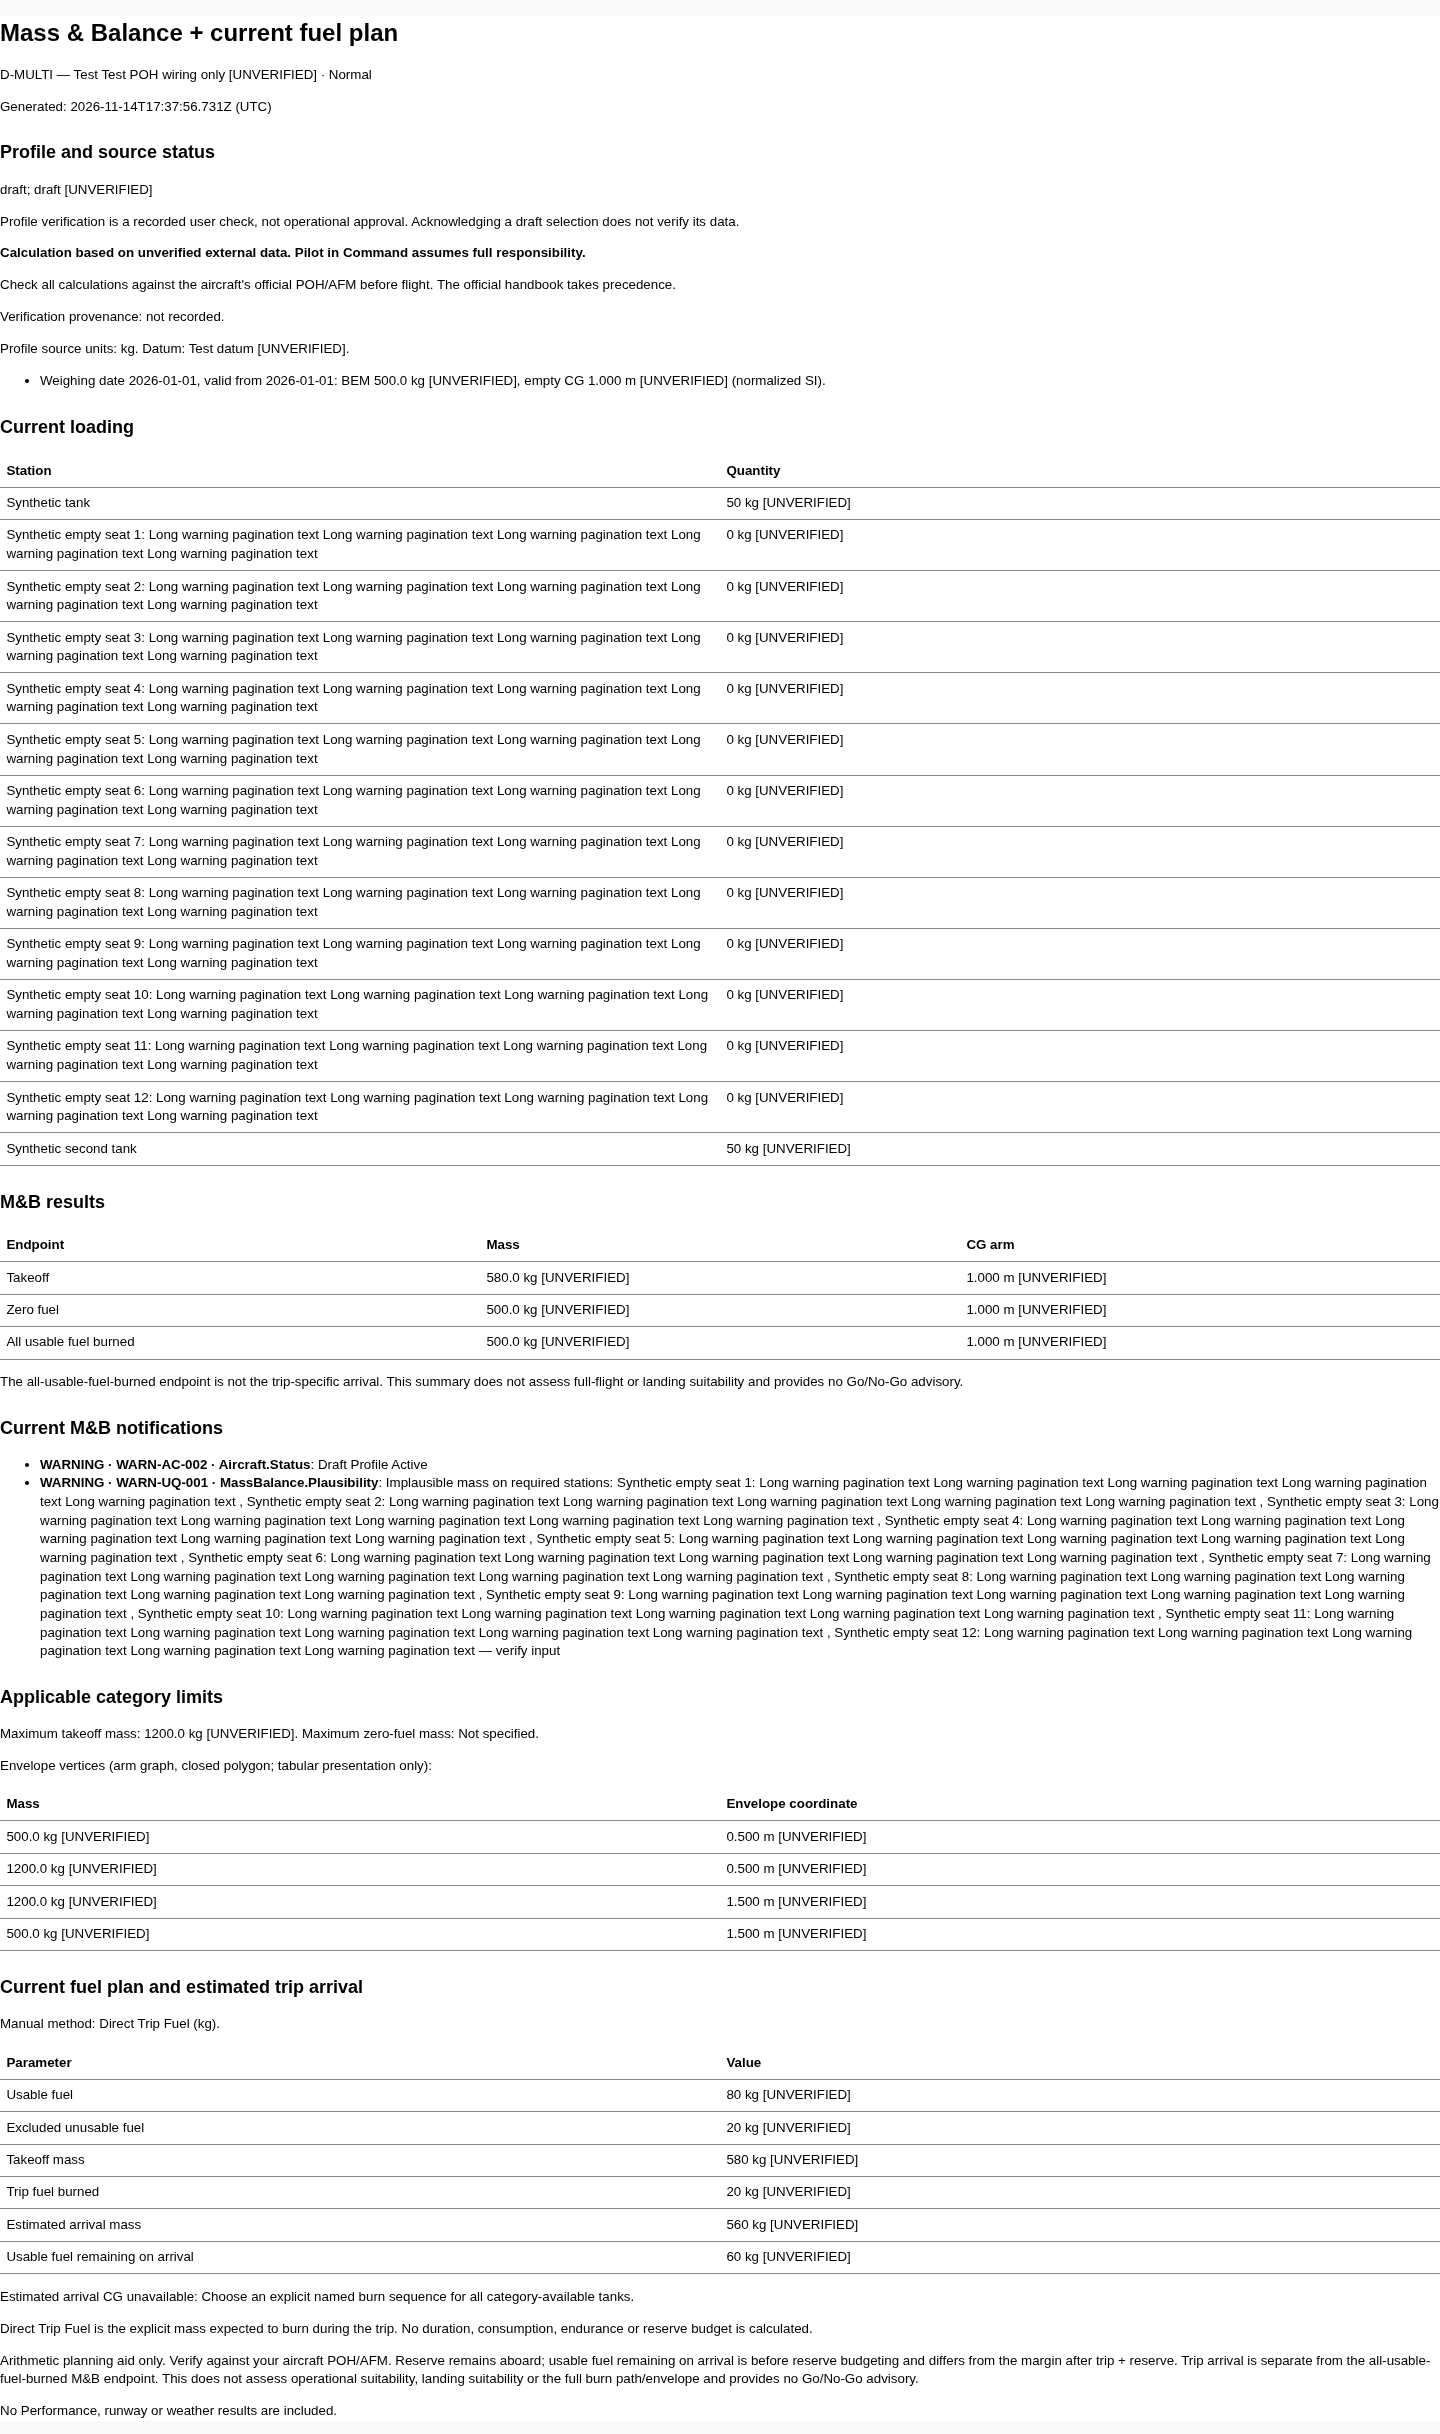 Mass & Balance + current fuel plan
D-MULTI — Test Test POH wiring only [UNVERIFIED] · Normal
Generated: 2026-11-14T17:37:56.731Z (UTC)
Profile and source status
draft; draft [UNVERIFIED]
Profile verification is a recorded user check, not operational approval. Acknowledging a draft selection does not verify its data.
Calculation based on unverified external data. Pilot in Command assumes full responsibility.
Check all calculations against the aircraft's official POH/AFM before flight. The official handbook takes precedence.
Verification provenance: not recorded.
Profile source units: kg. Datum: Test datum [UNVERIFIED].
• Weighing date 2026-01-01, valid from 2026-01-01: BEM 500.0 kg [UNVERIFIED], empty CG 1.000 m [UNVERIFIED] (normalized SI).
Current loading
Station Quantity
Synthetic tank 50 kg [UNVERIFIED]
Synthetic empty seat 1: Long warning pagination text Long warning pagination text Long warning pagination text Long 0 kg [UNVERIFIED]
warning pagination text Long warning pagination text
Synthetic empty seat 2: Long warning pagination text Long warning pagination text Long warning pagination text Long 0 kg [UNVERIFIED]
warning pagination text Long warning pagination text
Synthetic empty seat 3: Long warning pagination text Long warning pagination text Long warning pagination text Long 0 kg [UNVERIFIED]
warning pagination text Long warning pagination text
Synthetic empty seat 4: Long warning pagination text Long warning pagination text Long warning pagination text Long 0 kg [UNVERIFIED]
warning pagination text Long warning pagination text
Synthetic empty seat 5: Long warning pagination text Long warning pagination text Long warning pagination text Long 0 kg [UNVERIFIED]
warning pagination text Long warning pagination text
Synthetic empty seat 6: Long warning pagination text Long warning pagination text Long warning pagination text Long 0 kg [UNVERIFIED]
warning pagination text Long warning pagination text
Synthetic empty seat 7: Long warning pagination text Long warning pagination text Long warning pagination text Long 0 kg [UNVERIFIED]
warning pagination text Long warning pagination text
Synthetic empty seat 8: Long warning pagination text Long warning pagination text Long warning pagination text Long 0 kg [UNVERIFIED]
warning pagination text Long warning pagination text
Synthetic empty seat 9: Long warning pagination text Long warning pagination text Long warning pagination text Long 0 kg [UNVERIFIED]
warning pagination text Long warning pagination text
Synthetic empty seat 10: Long warning pagination text Long warning pagination text Long warning pagination text Long 0 kg [UNVERIFIED]
warning pagination text Long warning pagination text
Synthetic empty seat 11: Long warning pagination text Long warning pagination text Long warning pagination text Long 0 kg [UNVERIFIED]
warning pagination text Long warning pagination text
Synthetic empty seat 12: Long warning pagination text Long warning pagination text Long warning pagination text Long 0 kg [UNVERIFIED]
warning pagination text Long warning pagination text
Synthetic second tank 50 kg [UNVERIFIED]
M&B results
Endpoint Mass CG arm
Takeoff 580.0 kg [UNVERIFIED] 1.000 m [UNVERIFIED]
Zero fuel 500.0 kg [UNVERIFIED] 1.000 m [UNVERIFIED]
All usable fuel burned 500.0 kg [UNVERIFIED] 1.000 m [UNVERIFIED]
The all-usable-fuel-burned endpoint is not the trip-specific arrival. This summary does not assess full-flight or landing suitability and provides no Go/No-Go advisory.
Current M&B notifications
• WARNING · WARN-AC-002 · Aircraft.Status: Draft Profile Active
• WARNING · WARN-UQ-001 · MassBalance.Plausibility: Implausible mass on required stations: Synthetic empty seat 1: Long warning pagination text Long warning pagination text Long warning pagination text Long warning pagination
text Long warning pagination text , Synthetic empty seat 2: Long warning pagination text Long warning pagination text Long warning pagination text Long warning pagination text Long warning pagination text , Synthetic empty seat 3: Long
warning pagination text Long warning pagination text Long warning pagination text Long warning pagination text Long warning pagination text , Synthetic empty seat 4: Long warning pagination text Long warning pagination text Long
warning pagination text Long warning pagination text Long warning pagination text , Synthetic empty seat 5: Long warning pagination text Long warning pagination text Long warning pagination text Long warning pagination text Long
warning pagination text , Synthetic empty seat 6: Long warning pagination text Long warning pagination text Long warning pagination text Long warning pagination text Long warning pagination text , Synthetic empty seat 7: Long warning
pagination text Long warning pagination text Long warning pagination text Long warning pagination text Long warning pagination text , Synthetic empty seat 8: Long warning pagination text Long warning pagination text Long warning
pagination text Long warning pagination text Long warning pagination text , Synthetic empty seat 9: Long warning pagination text Long warning pagination text Long warning pagination text Long warning pagination text Long warning
pagination text , Synthetic empty seat 10: Long warning pagination text Long warning pagination text Long warning pagination text Long warning pagination text Long warning pagination text , Synthetic empty seat 11: Long warning
pagination text Long warning pagination text Long warning pagination text Long warning pagination text Long warning pagination text , Synthetic empty seat 12: Long warning pagination text Long warning pagination text Long warning
pagination text Long warning pagination text Long warning pagination text — verify input
Applicable category limits
Maximum takeoff mass: 1200.0 kg [UNVERIFIED]. Maximum zero-fuel mass: Not specified.
Envelope vertices (arm graph, closed polygon; tabular presentation only):
Mass Envelope coordinate
500.0 kg [UNVERIFIED] 0.500 m [UNVERIFIED]
1200.0 kg [UNVERIFIED] 0.500 m [UNVERIFIED]
1200.0 kg [UNVERIFIED] 1.500 m [UNVERIFIED]
500.0 kg [UNVERIFIED] 1.500 m [UNVERIFIED]
Current fuel plan and estimated trip arrival
Manual method: Direct Trip Fuel (kg).
Parameter Value
Usable fuel 80 kg [UNVERIFIED]
Excluded unusable fuel 20 kg [UNVERIFIED]
Takeoff mass 580 kg [UNVERIFIED]
Trip fuel burned 20 kg [UNVERIFIED]
Estimated arrival mass 560 kg [UNVERIFIED]
Usable fuel remaining on arrival 60 kg [UNVERIFIED]
Estimated arrival CG unavailable: Choose an explicit named burn sequence for all category-available tanks.
Direct Trip Fuel is the explicit mass expected to burn during the trip. No duration, consumption, endurance or reserve budget is calculated.
Arithmetic planning aid only. Verify against your aircraft POH/AFM. Reserve remains aboard; usable fuel remaining on arrival is before reserve budgeting and differs from the margin after trip + reserve. Trip arrival is separate from the all-usable-
fuel-burned M&B endpoint. This does not assess operational suitability, landing suitability or the full burn path/envelope and provides no Go/No-Go advisory.
No Performance, runway or weather results are included.